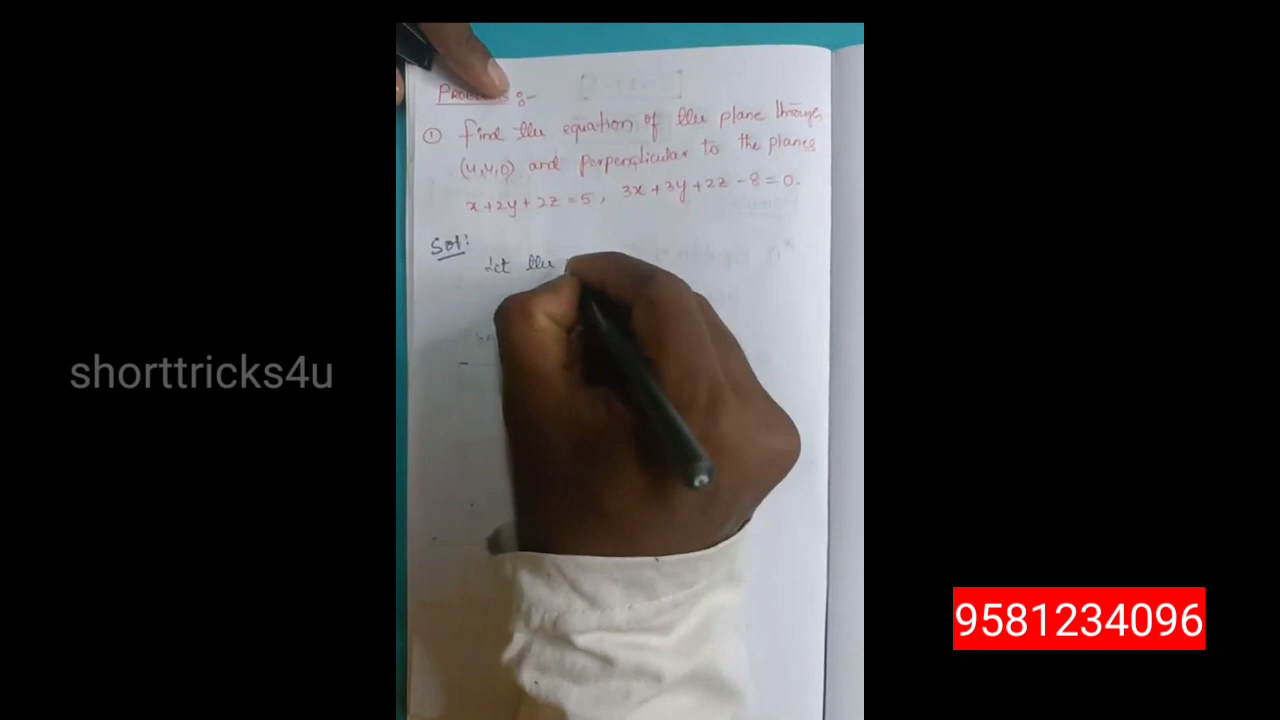 PROBLEMS :-
① Find the equation of the plane through
(4,4,0) and perpendicular to the planes
x+2y+2z=5, 3x+3y+2z-8=0.
Sol:
Let the
shorttricks4u
9581234096